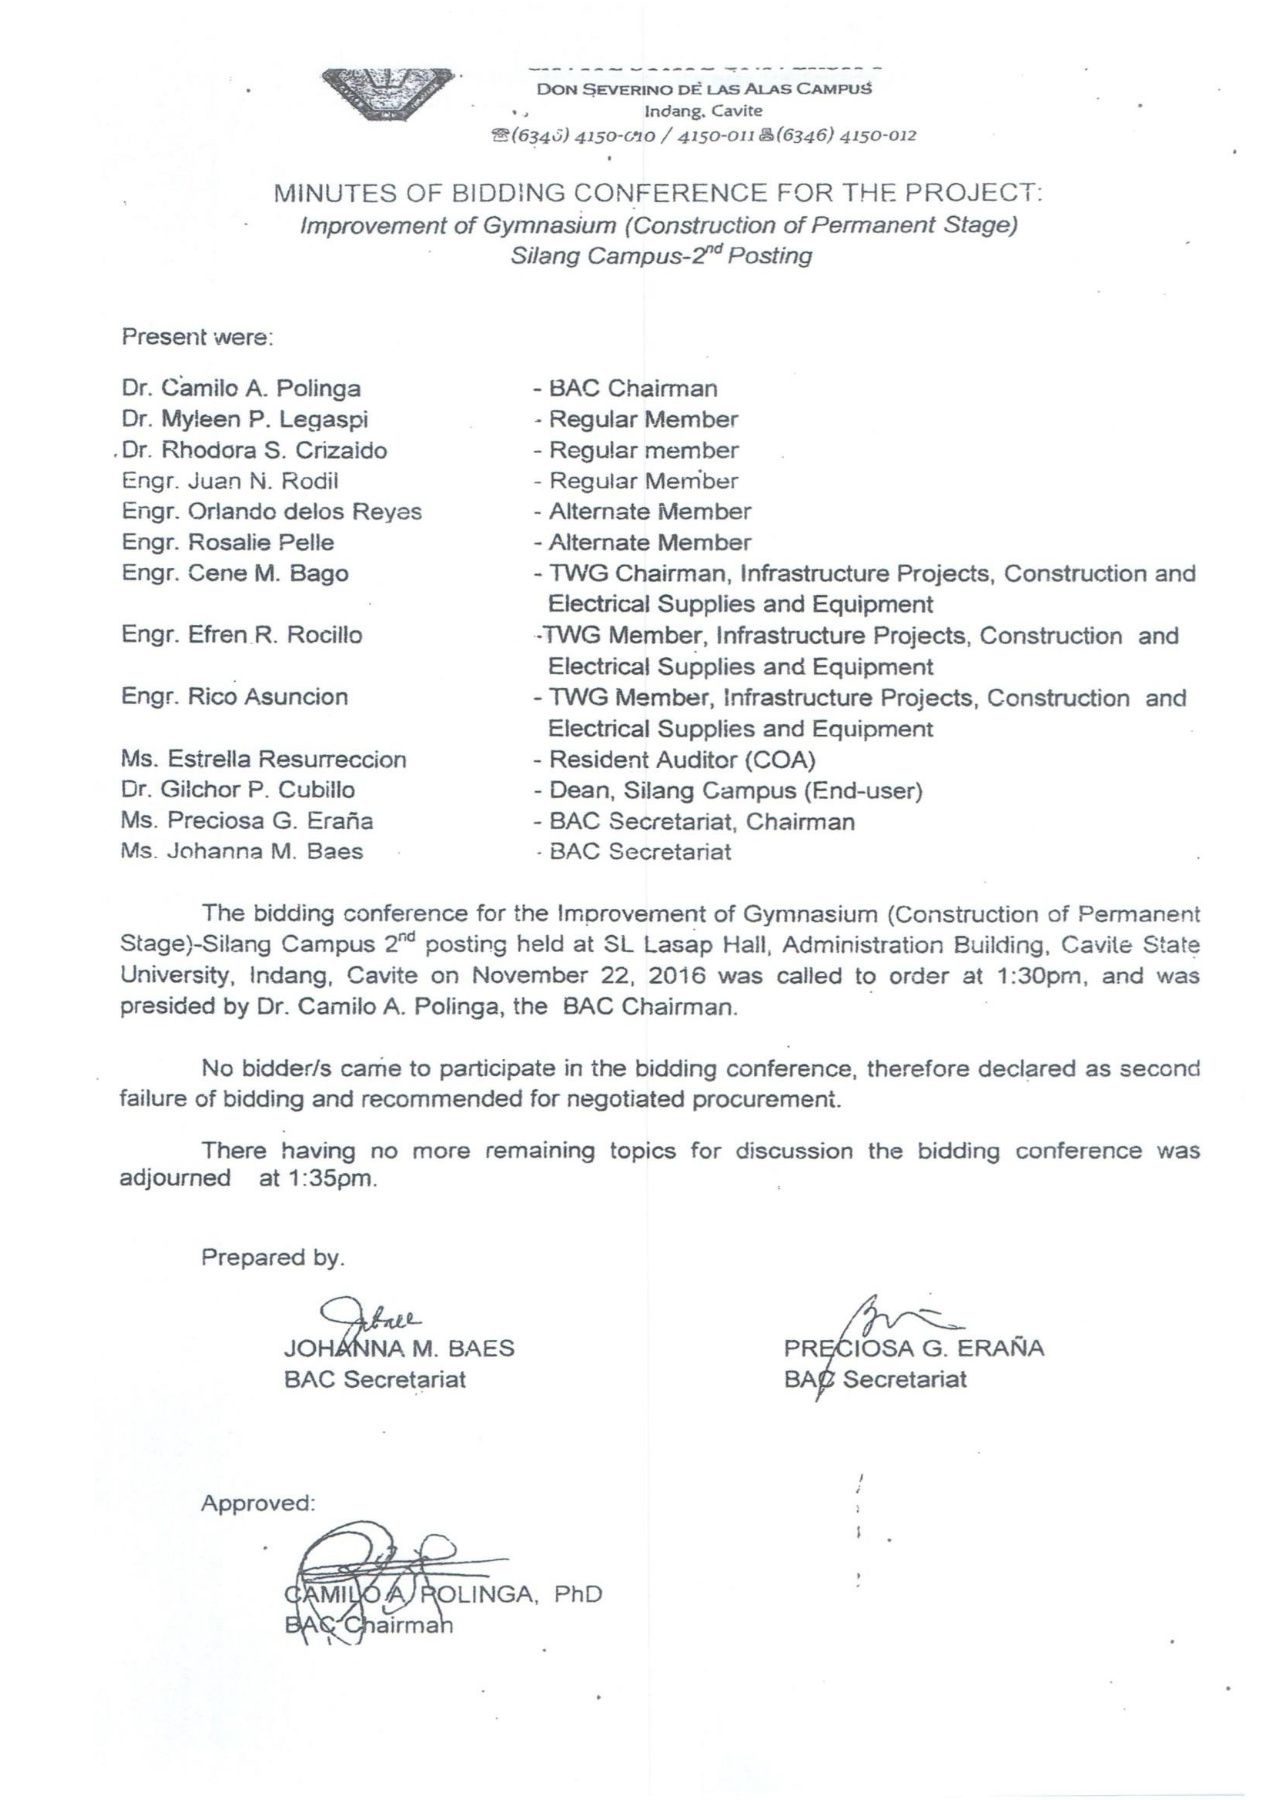 DON SEVERINO DE LAS ALAS CAMPUS
Indang, Cavite
☎(6346) 4150-010 / 4150-011 (6346) 4150-012
MINUTES OF BIDDING CONFERENCE FOR THE PROJECT:
Improvement of Gymnasium (Construction of Permanent Stage)
Silang Campus-2nd Posting
Present were:
Dr. Camilo A. Polinga - BAC Chairman
Dr. Myleen P. Legaspi - Regular Member
Dr. Rhodora S. Crizaldo - Regular member
Engr. Juan N. Rodil - Regular Member
Engr. Orlando delos Reyes - Alternate Member
Engr. Rosalie Pelle - Alternate Member
Engr. Cene M. Bago - TWG Chairman, Infrastructure Projects, Construction and
Electrical Supplies and Equipment
Engr. Efren R. Rocillo -TWG Member, Infrastructure Projects, Construction and
Electrical Supplies and Equipment
Engr. Rico Asuncion - TWG Member, Infrastructure Projects, Construction and
Electrical Supplies and Equipment
Ms. Estrella Resurreccion - Resident Auditor (COA)
Dr. Gilchor P. Cubillo - Dean, Silang Campus (End-user)
Ms. Preciosa G. Eraña - BAC Secretariat, Chairman
Ms. Johanna M. Baes - BAC Secretariat
The bidding conference for the Improvement of Gymnasium (Construction of Permanent
Stage)-Silang Campus 2nd posting held at SL Lasap Hall, Administration Building, Cavite State
University, Indang, Cavite on November 22, 2016 was called to order at 1:30pm, and was
presided by Dr. Camilo A. Polinga, the BAC Chairman.
No bidder/s came to participate in the bidding conference, therefore declared as second
failure of bidding and recommended for negotiated procurement.
There having no more remaining topics for discussion the bidding conference was
adjourned at 1:35pm.
Prepared by.
JOHANNA M. BAES PRECIOSA G. ERAÑA
BAC Secretariat BAC Secretariat
Approved:
CAMILO A. POLINGA, PhD
BAC Chairman